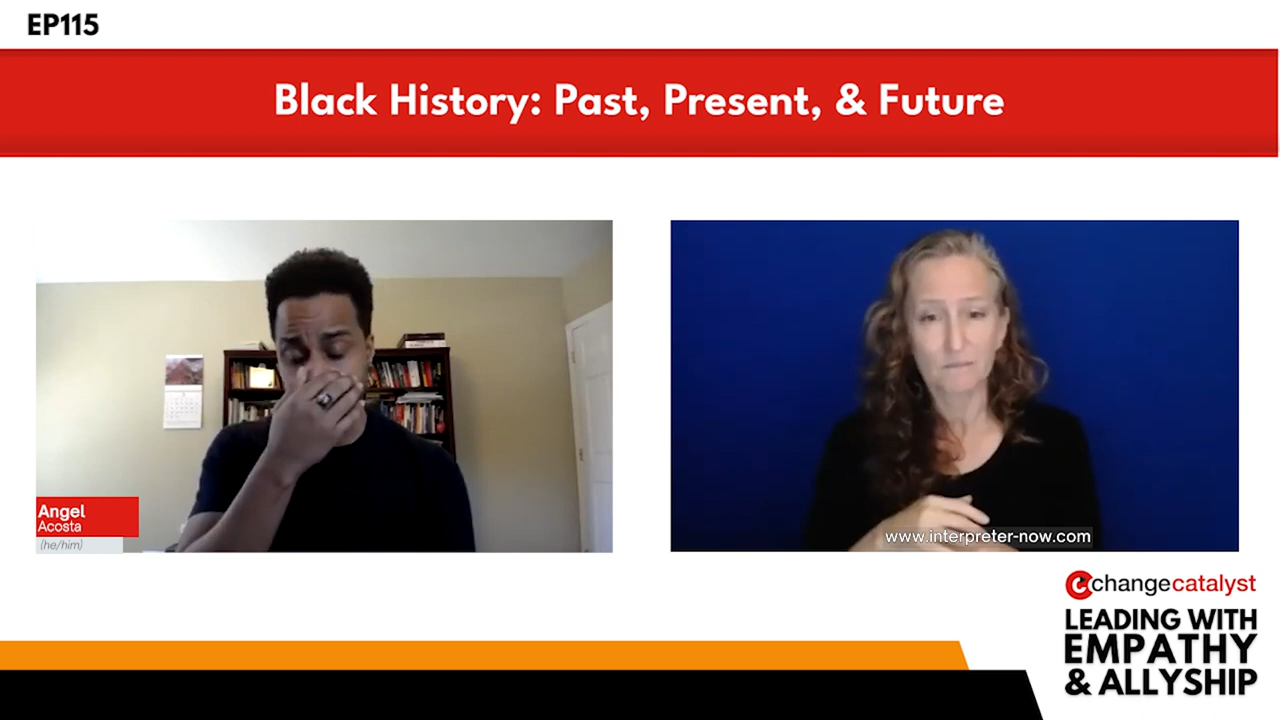 EP115
Black History: Past, Present, & Future
Angel
Acosta
(he/him)
www.interpreter-now.com
changecatalyst
LEADING WITH
EMPATHY
& ALLYSHIP